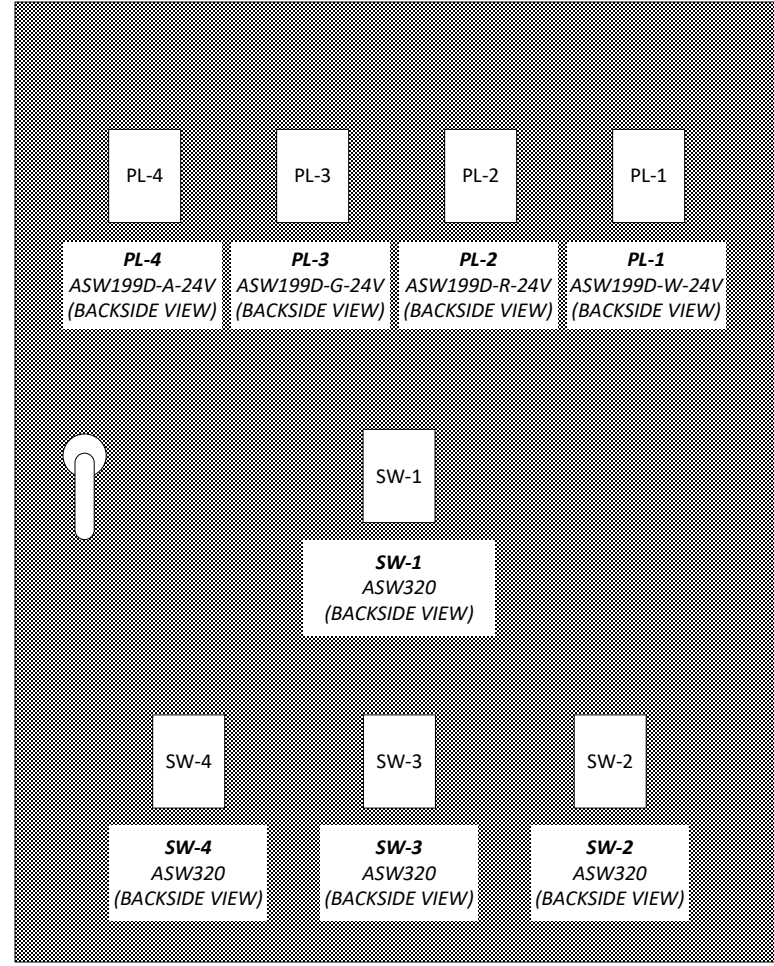 PL-4
PL-3
PL-2
PL-1
PL-4
ASW199D-A-24V
(BACKSIDE VIEW)
PL-3
ASW199D-G-24V
(BACKSIDE VIEW)
PL-2
ASW199D-R-24V
(BACKSIDE VIEW)
PL-1
ASW199D-W-24V
(BACKSIDE VIEW)
SW-1
SW-1
ASW320
(BACKSIDE VIEW)
SW-4
SW-3
SW-2
SW-4
ASW320
(BACKSIDE VIEW)
SW-3
ASW320
(BACKSIDE VIEW)
SW-2
ASW320
(BACKSIDE VIEW)